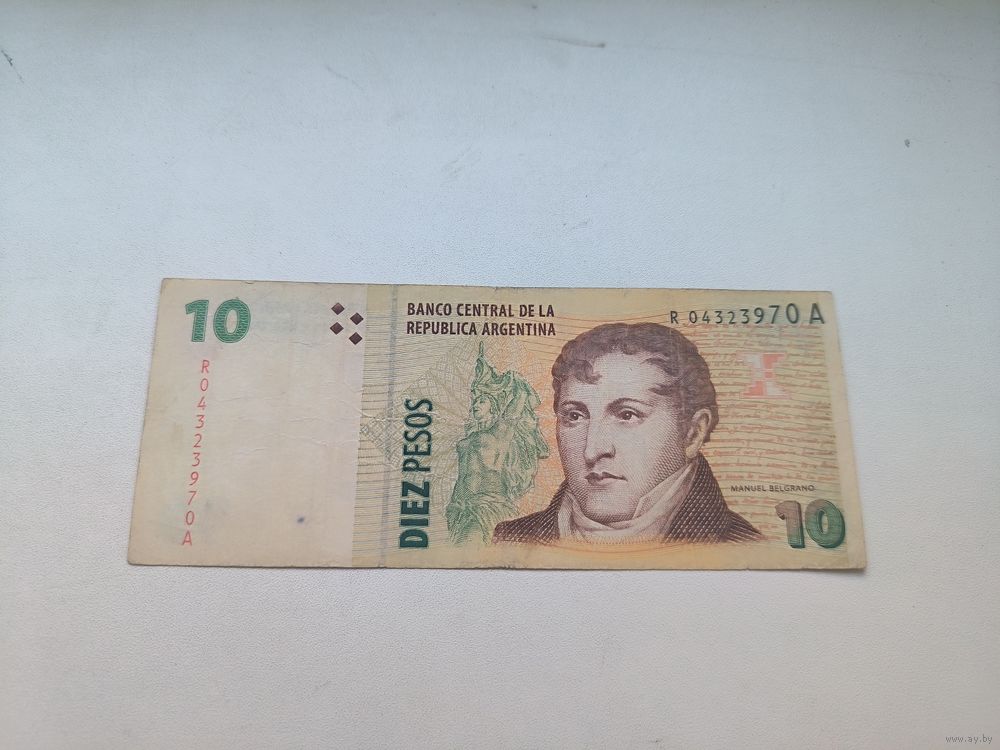 10
BANCO CENTRAL DE LA
REPUBLICA ARGENTINA
R 04323970 A
R04323970A
DIEZ PESOS
MANUEL BELGRANO
10
www.ay.by